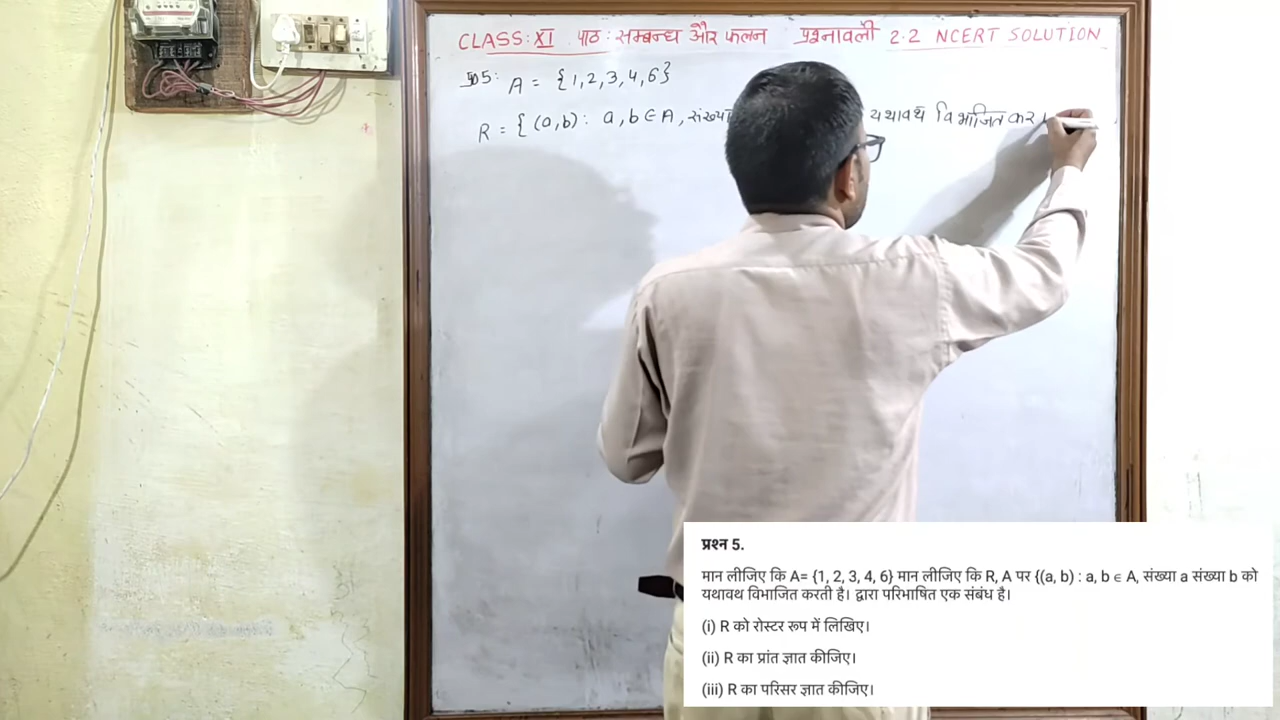 CLASS: XI पाठ: सम्बन्ध और फलन प्रश्नावली 2.2 NCERT SOLUTION
प्र05: A = {1,2,3,4,6}
R = { (a,b): a,b ∈ A, संख्या यथावथ विभाजित कर
प्रश्न 5.
मान लीजिए कि A= {1, 2, 3, 4, 6} मान लीजिए कि R, A पर {(a, b) : a, b ∈ A, संख्या a संख्या b को
यथावथ विभाजित करती है। द्वारा परिभाषित एक संबंध है।
(i) R को रोस्टर रूप में लिखिए।
(ii) R का प्रांत ज्ञात कीजिए।
(iii) R का परिसर ज्ञात कीजिए।